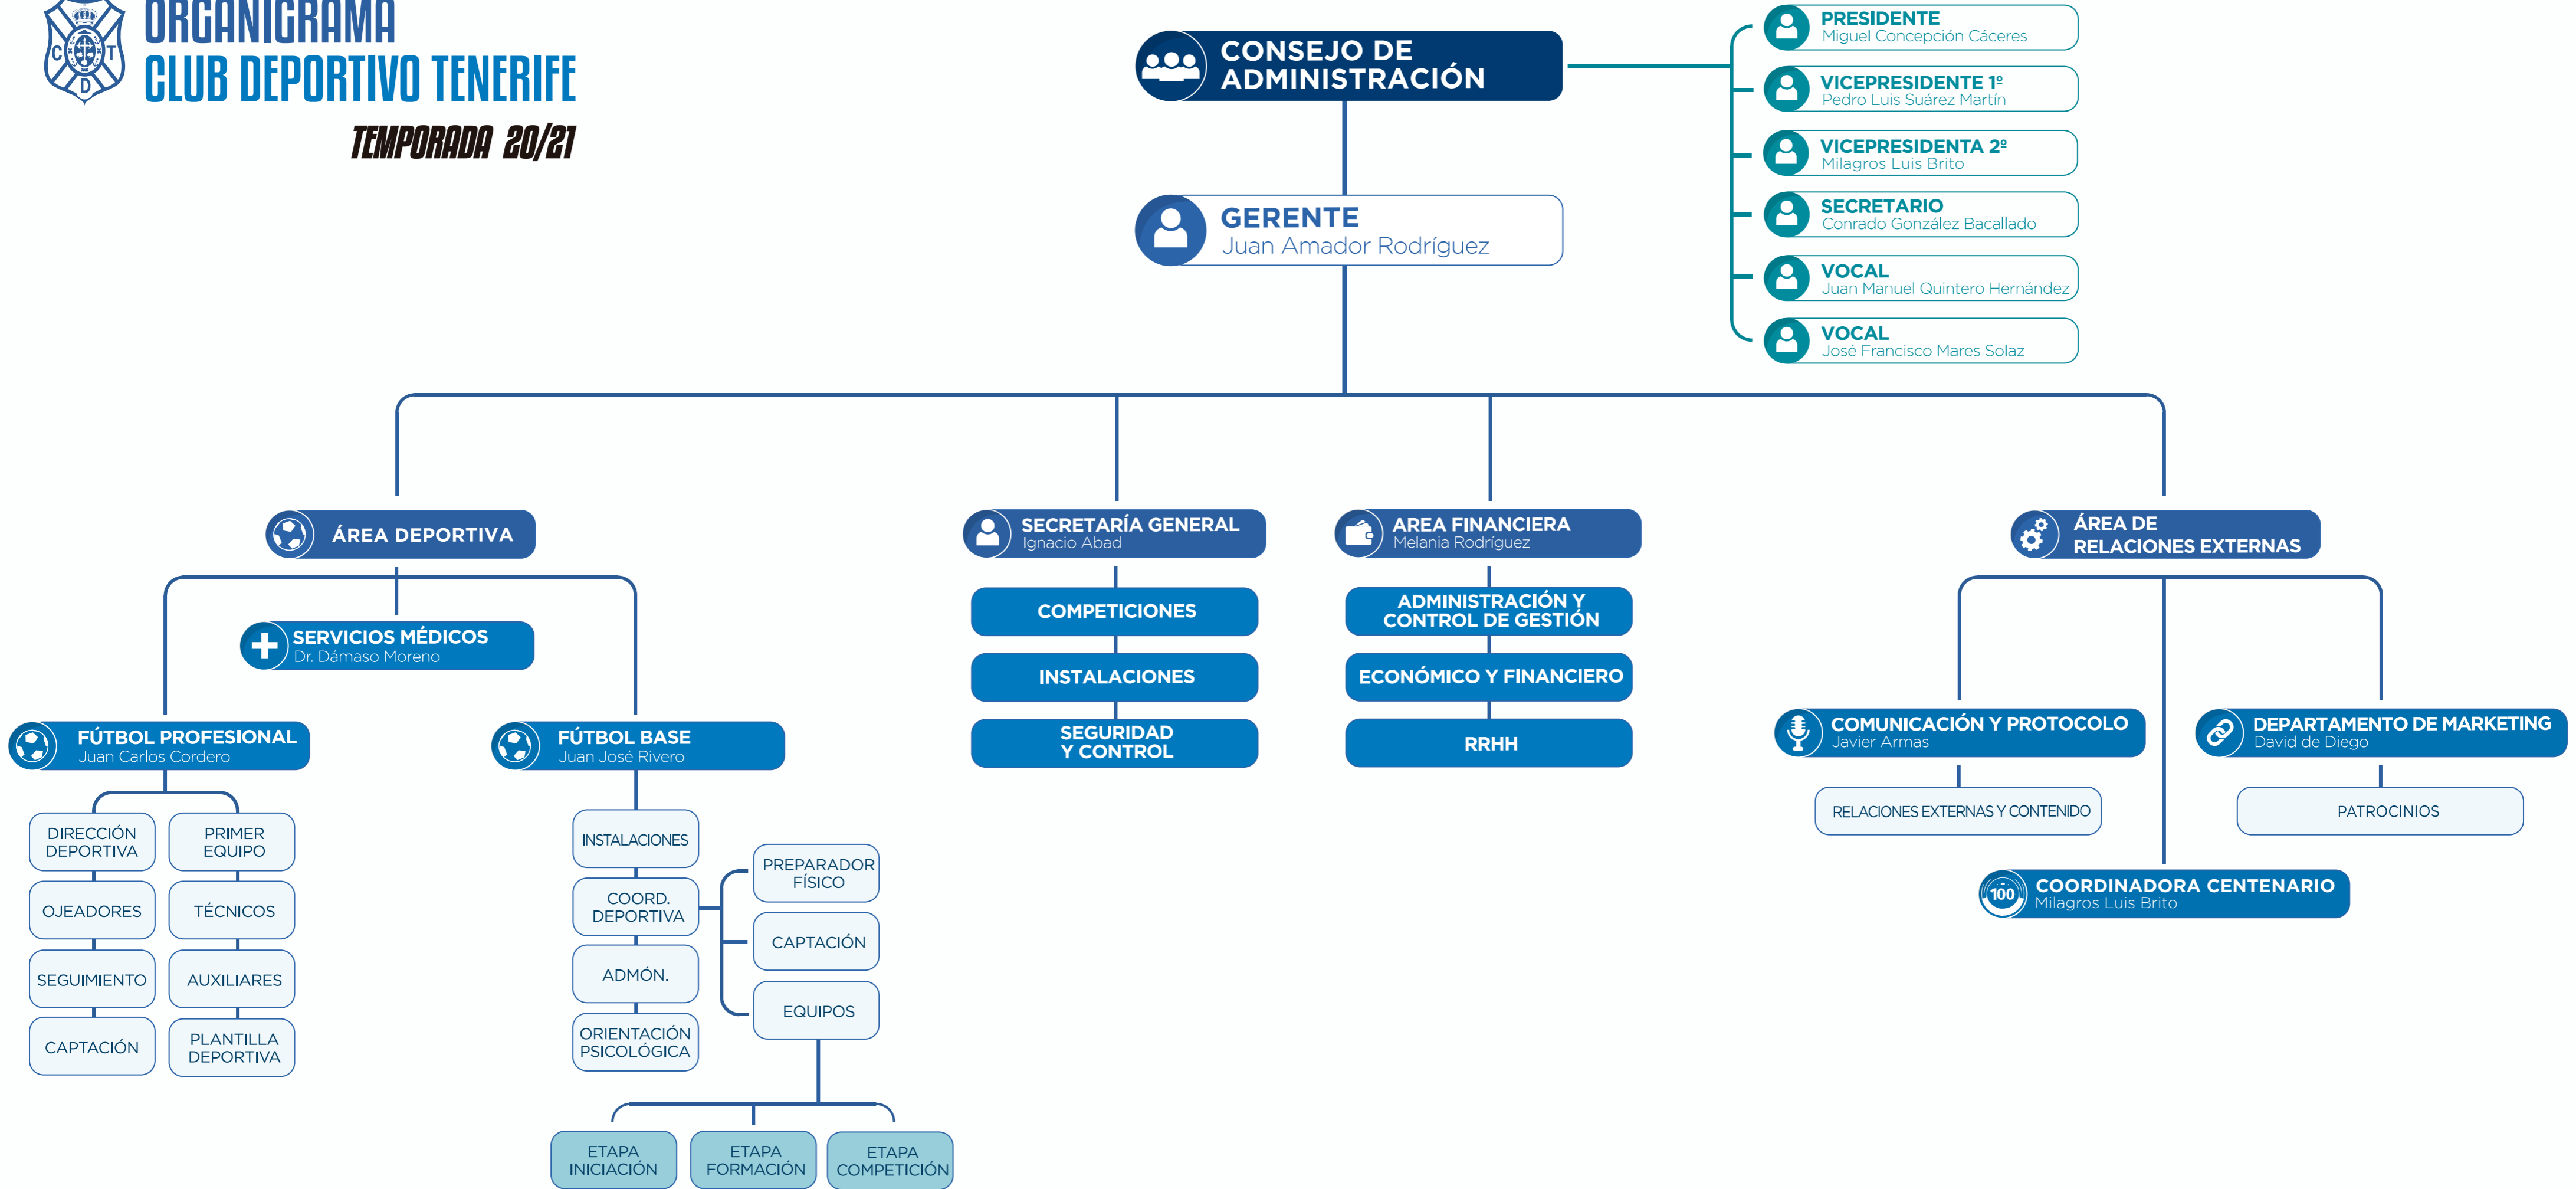 ORGANIGRAMA
CLUB DEPORTIVO TENERIFE
TEMPORADA 20/21
C T
D
CONSEJO DE
ADMINISTRACIÓN
PRESIDENTE
Miguel Concepción Cáceres
VICEPRESIDENTE 1º
Pedro Luis Suárez Martín
VICEPRESIDENTA 2º
Milagros Luis Brito
SECRETARIO
Conrado González Bacallado
VOCAL
Juan Manuel Quintero Hernández
VOCAL
José Francisco Mares Solaz
GERENTE
Juan Amador Rodríguez
ÁREA DEPORTIVA
SERVICIOS MÉDICOS
Dr. Dámaso Moreno
FÚTBOL PROFESIONAL
Juan Carlos Cordero
DIRECCIÓN
DEPORTIVA
OJEADORES
SEGUIMIENTO
CAPTACIÓN
PRIMER
EQUIPO
TÉCNICOS
AUXILIARES
PLANTILLA
DEPORTIVA
FÚTBOL BASE
Juan José Rivero
INSTALACIONES
COORD.
DEPORTIVA
ADMÓN.
ORIENTACIÓN
PSICOLÓGICA
PREPARADOR
FÍSICO
CAPTACIÓN
EQUIPOS
ETAPA
INICIACIÓN
ETAPA
FORMACIÓN
ETAPA
COMPETICIÓN
SECRETARÍA GENERAL
Ignacio Abad
COMPETICIONES
INSTALACIONES
SEGURIDAD
Y CONTROL
AREA FINANCIERA
Melania Rodríguez
ADMINISTRACIÓN Y
CONTROL DE GESTIÓN
ECONÓMICO Y FINANCIERO
RRHH
ÁREA DE
RELACIONES EXTERNAS
COMUNICACIÓN Y PROTOCOLO
Javier Armas
RELACIONES EXTERNAS Y CONTENIDO
DEPARTAMENTO DE MARKETING
David de Diego
PATROCINIOS
100
COORDINADORA CENTENARIO
Milagros Luis Brito